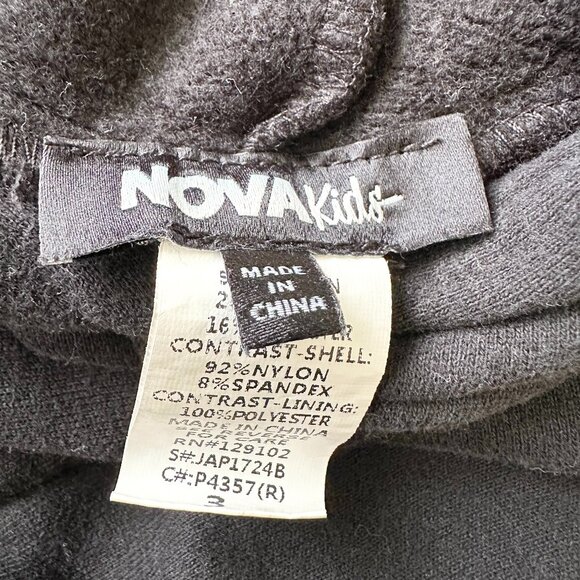 NOVA Kids
MADE
IN
CHINA
16%
CONTRAST-SHELL:
92%NYLON
8%SPANDEX
CONTRAST-LINING:
100%POLYESTER
MADE IN CHINA
RN#129102
S#:JAP1724B
C#:P4357(R)
3